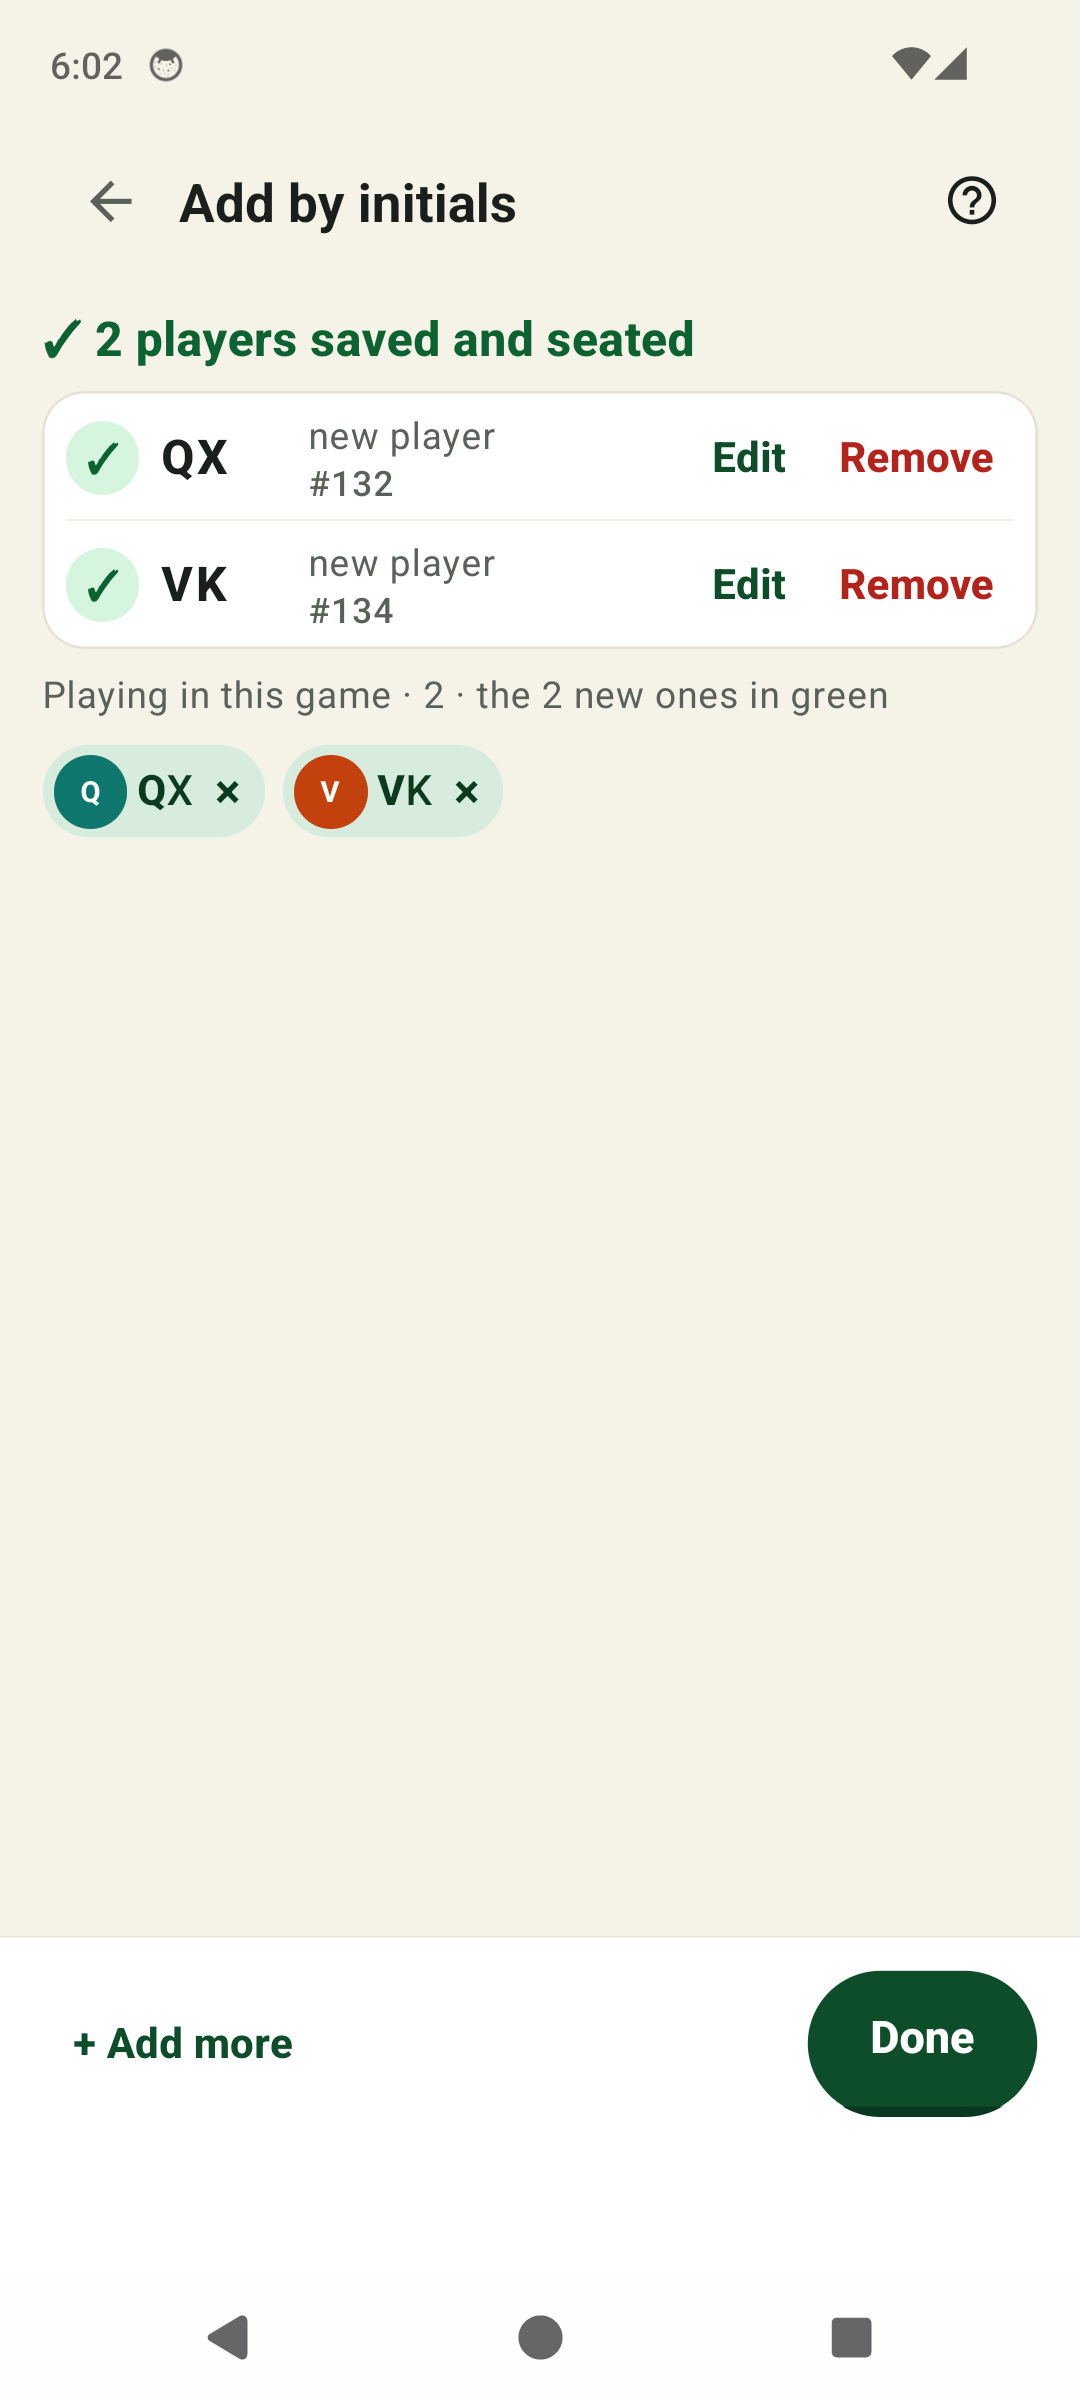 6:02
Add by initials
✓ 2 players saved and seated
✓ QX new player #132 Edit Remove
✓ VK new player #134 Edit Remove
Playing in this game · 2 · the 2 new ones in green
Q QX × V VK ×
+ Add more
Done